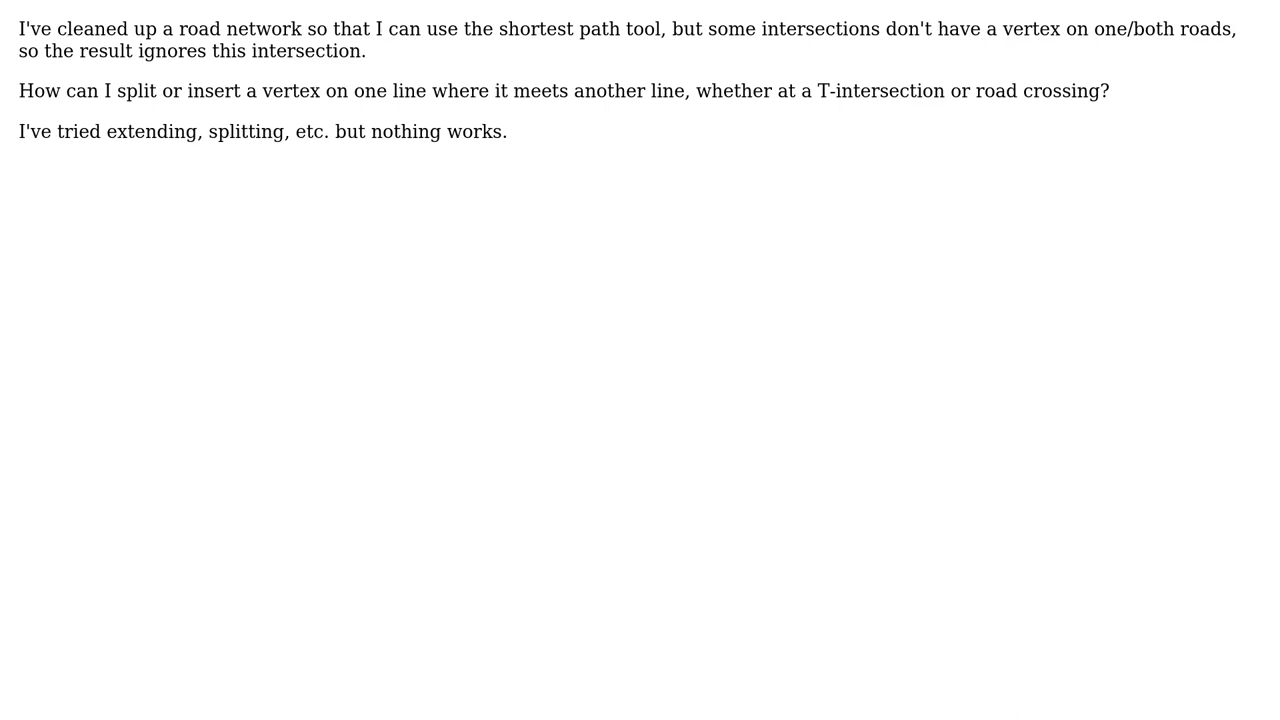 I've cleaned up a road network so that I can use the shortest path tool, but some intersections don't have a vertex on one/both roads,
so the result ignores this intersection.
How can I split or insert a vertex on one line where it meets another line, whether at a T-intersection or road crossing?
I've tried extending, splitting, etc. but nothing works.